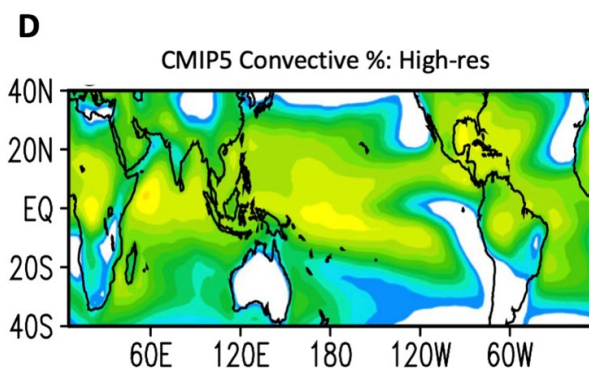 D
CMIP5 Convective %: High-res
40N
20N
EQ
20S
40S
60E 120E 180 120W 60W